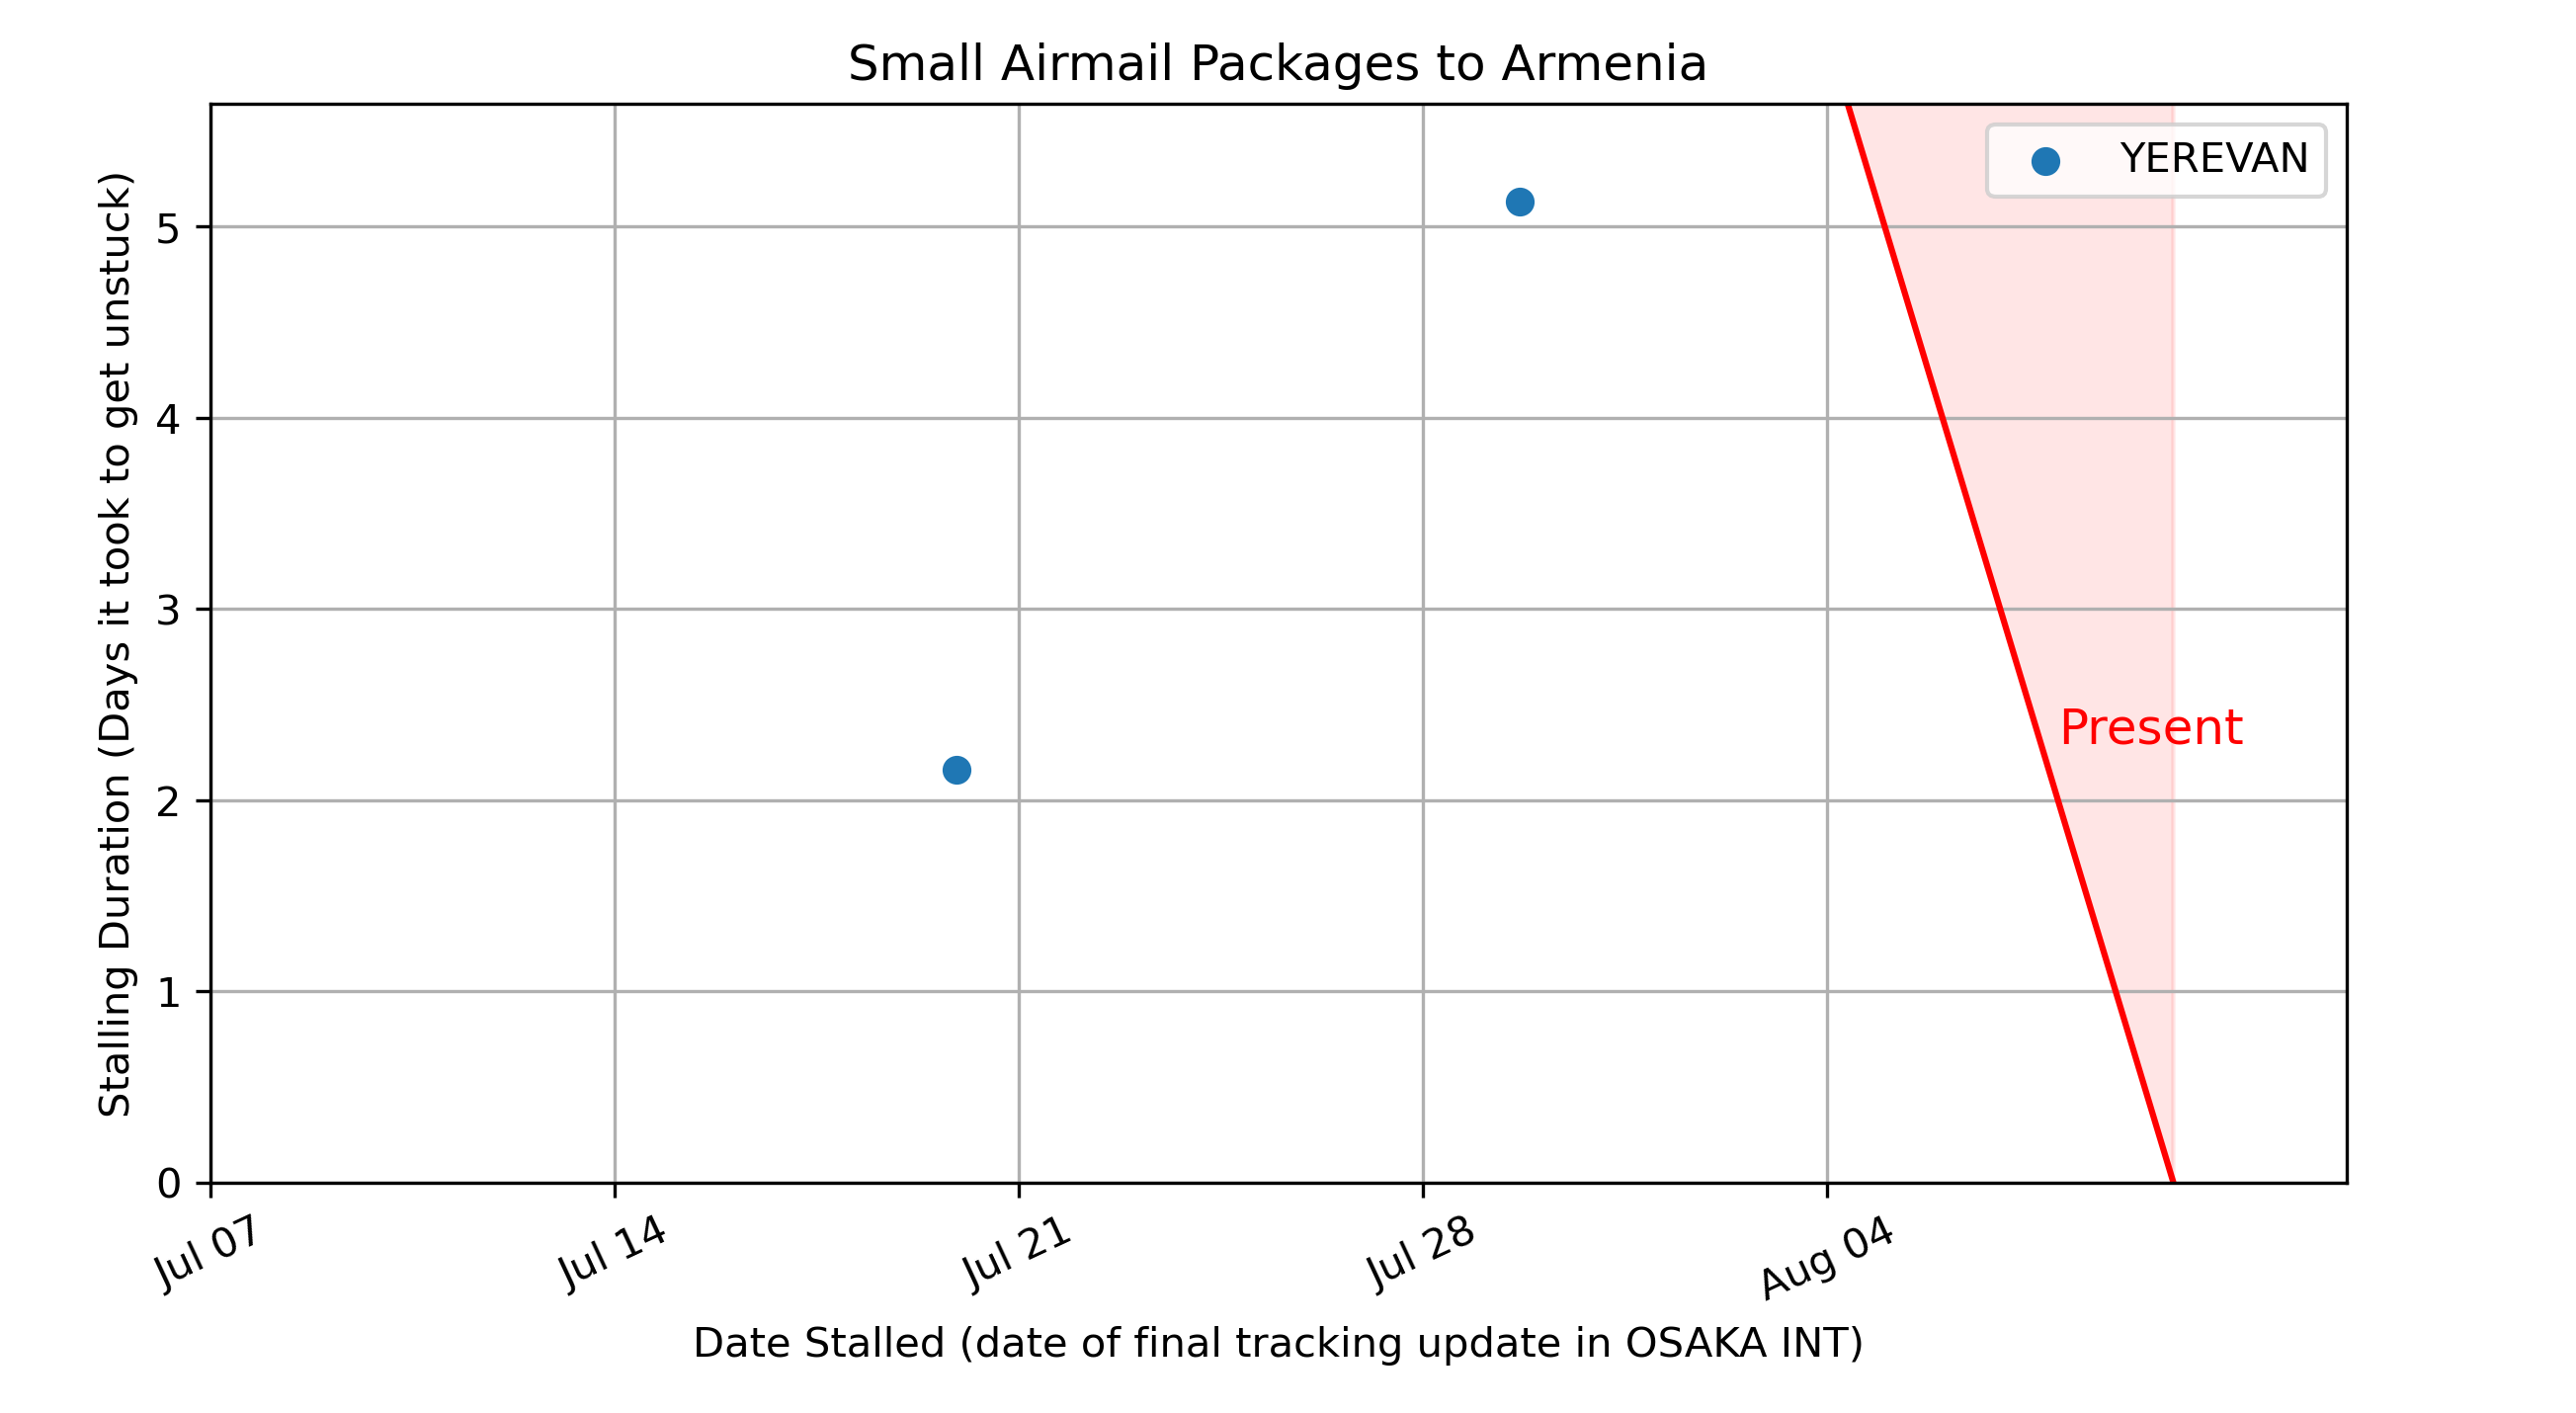 Small Airmail Packages to Armenia
YEREVAN
Stalling Duration (Days it took to get unstuck)
5
4
3
2
1
0
Present
Jul 07
Jul 14
Jul 21
Jul 28
Aug 04
Date Stalled (date of final tracking update in OSAKA INT)